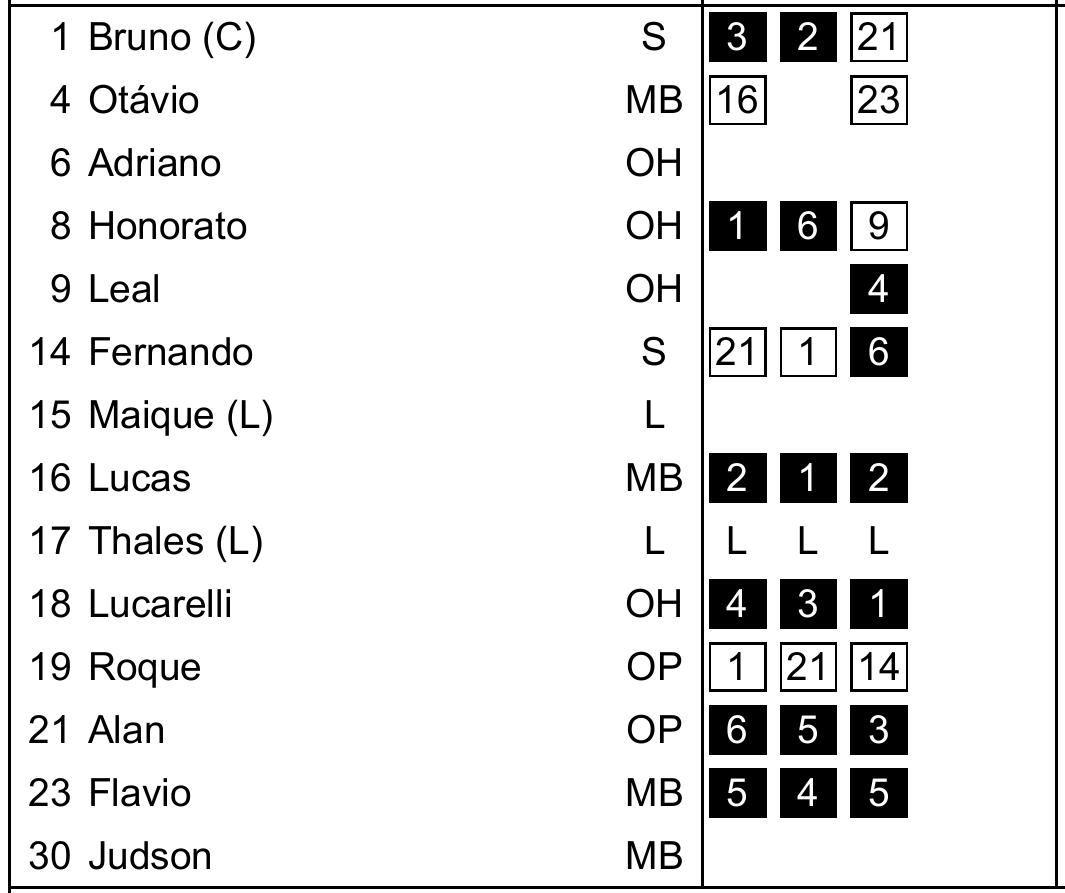 1 Bruno (C) S 3 2 21
4 Otávio MB 16 23
6 Adriano OH
8 Honorato OH 1 6 9
9 Leal OH 4
14 Fernando S 21 1 6
15 Maique (L) L
16 Lucas MB 2 1 2
17 Thales (L) L L L L
18 Lucarelli OH 4 3 1
19 Roque OP 1 21 14
21 Alan OP 6 5 3
23 Flavio MB 5 4 5
30 Judson MB